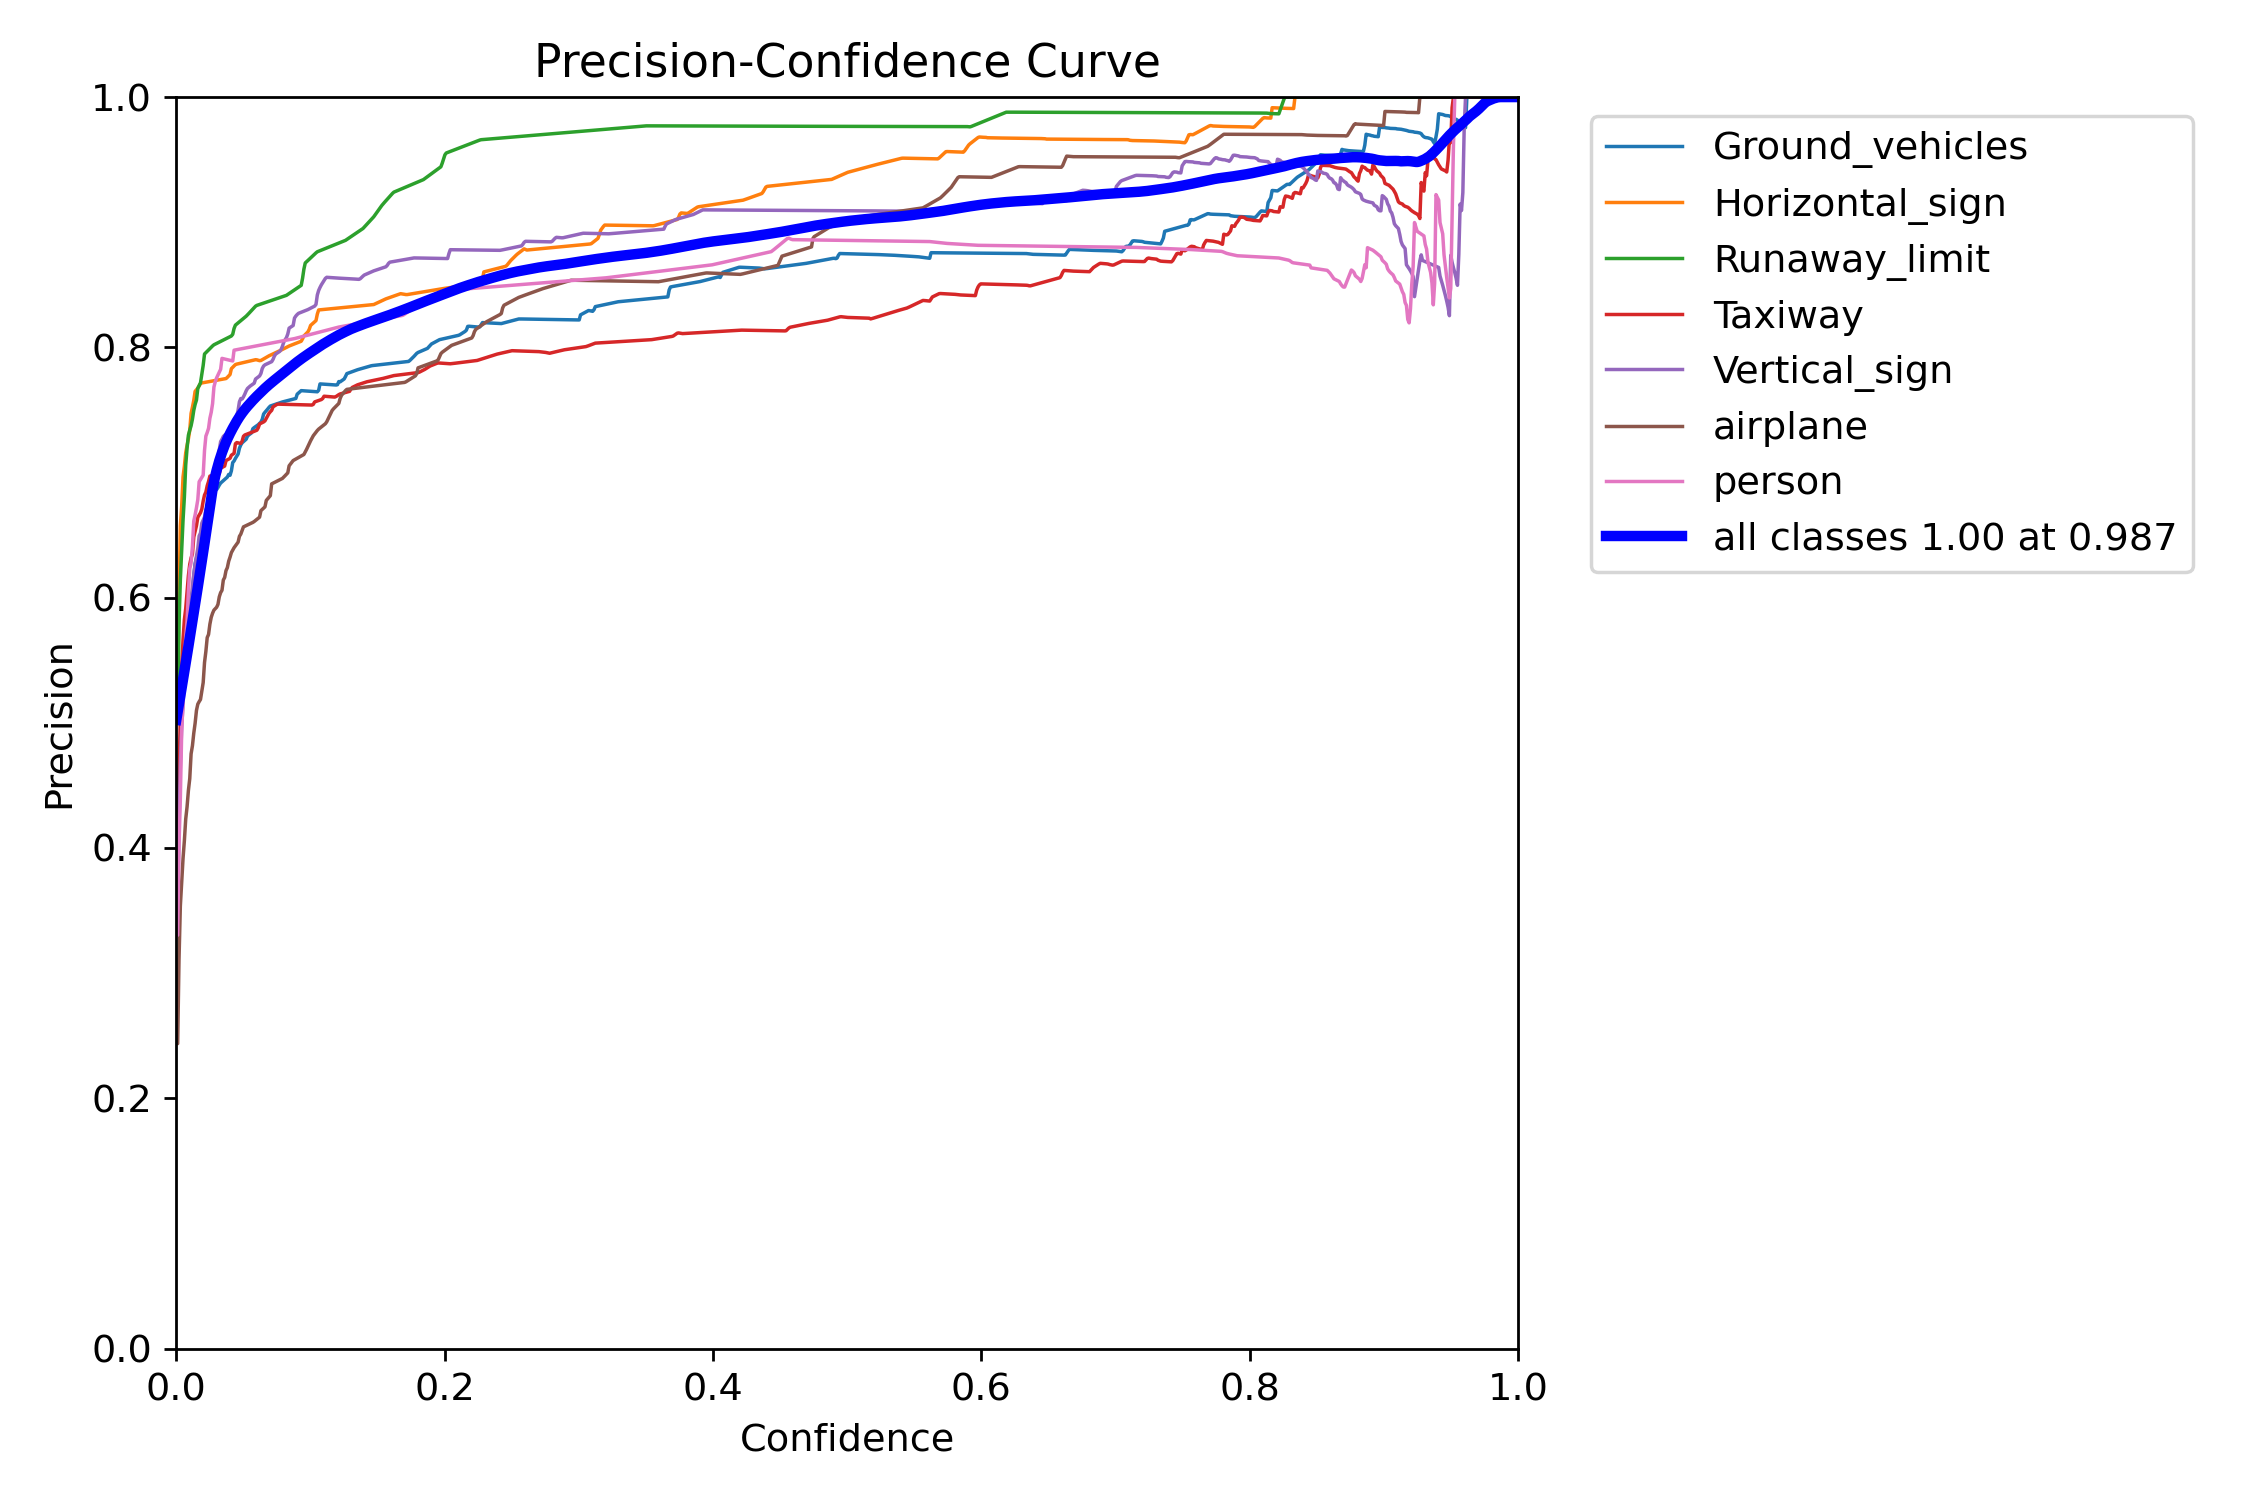 Precision-Confidence Curve
1.0
0.8
0.6
0.4
0.2
0.0
Precision
0.0 0.2 0.4 0.6 0.8 1.0
Confidence
Ground_vehicles
Horizontal_sign
Runaway_limit
Taxiway
Vertical_sign
airplane
person
all classes 1.00 at 0.987